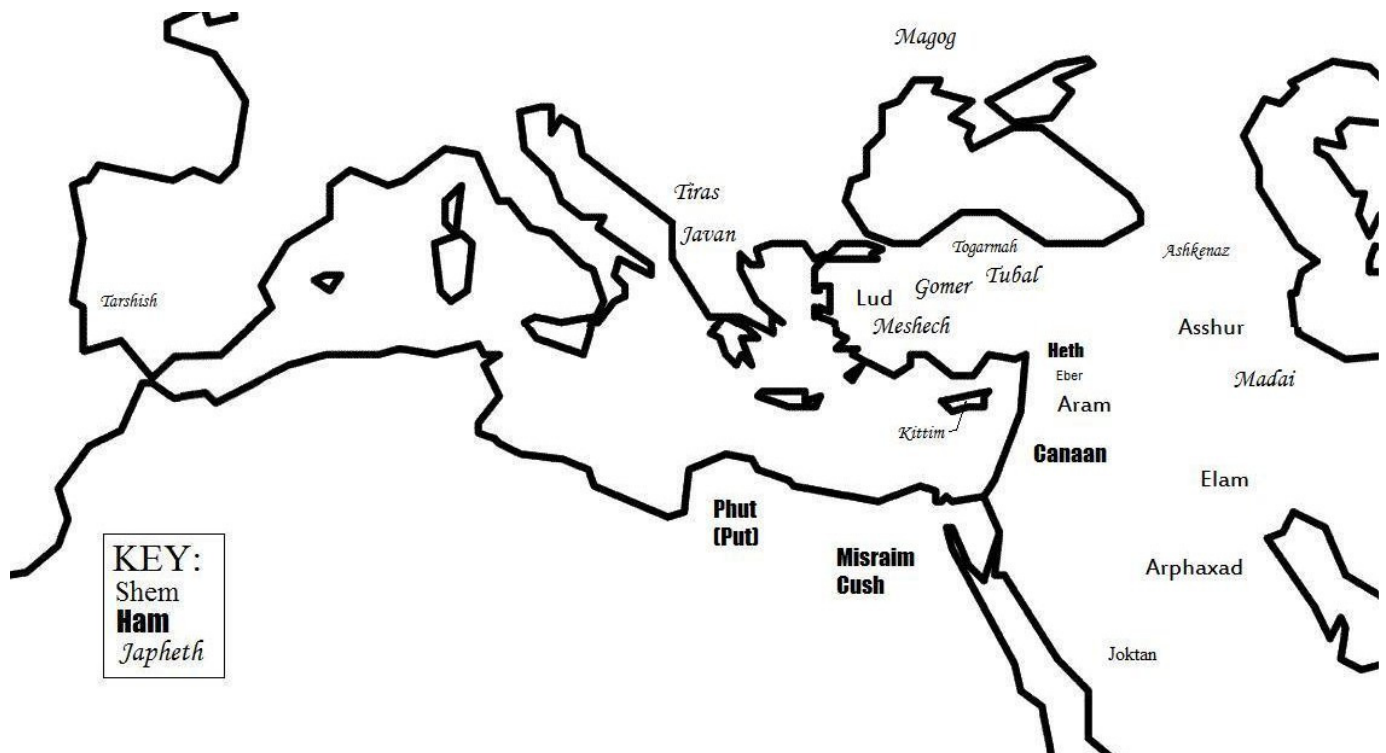 Magog
Tiras
Javan
Togarmah
Ashkenaz
Tarshish
Lud
Gomer
Tubal
Meshech
Asshur
Heth
Eber
Madai
Aram
Kittim
Canaan
Elam
Phut
(Put)
Misraim
Cush
Arphaxad
KEY:
Shem
Ham
Japheth
Joktan